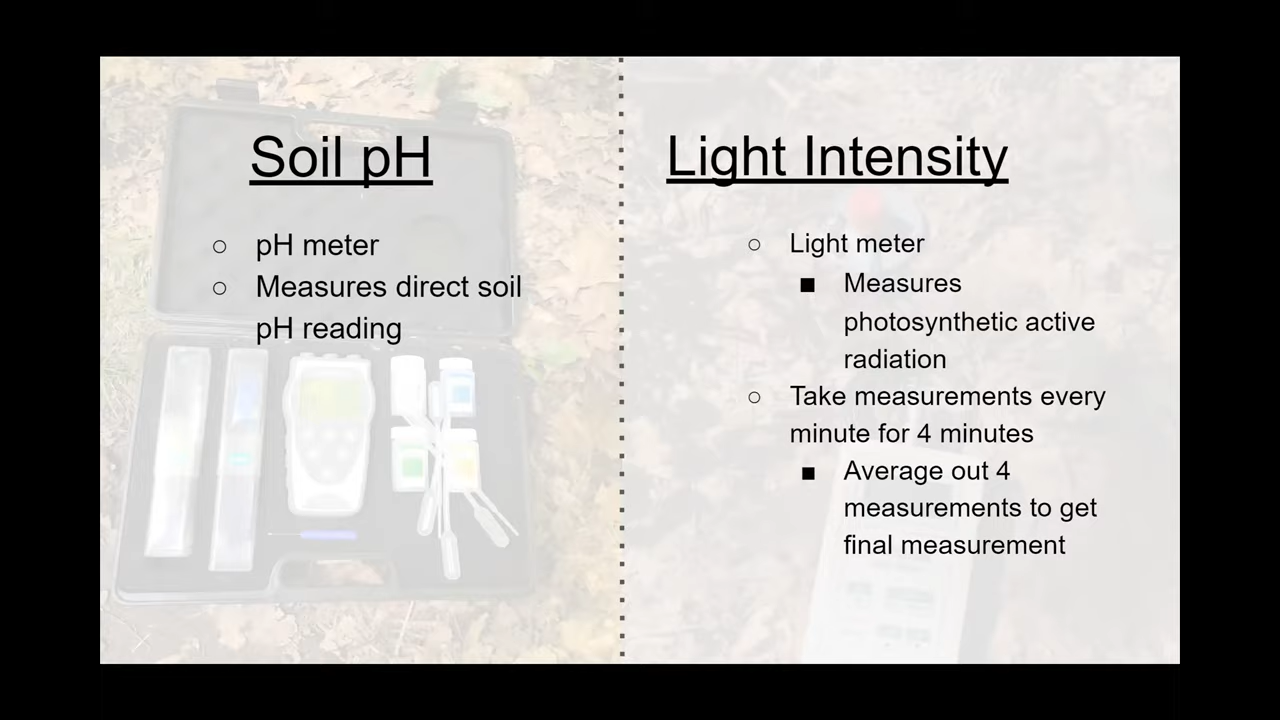 Soil pH
○ pH meter
○ Measures direct soil
pH reading
Light Intensity
○ Light meter
■ Measures
photosynthetic active
radiation
○ Take measurements every
minute for 4 minutes
■ Average out 4
measurements to get
final measurement